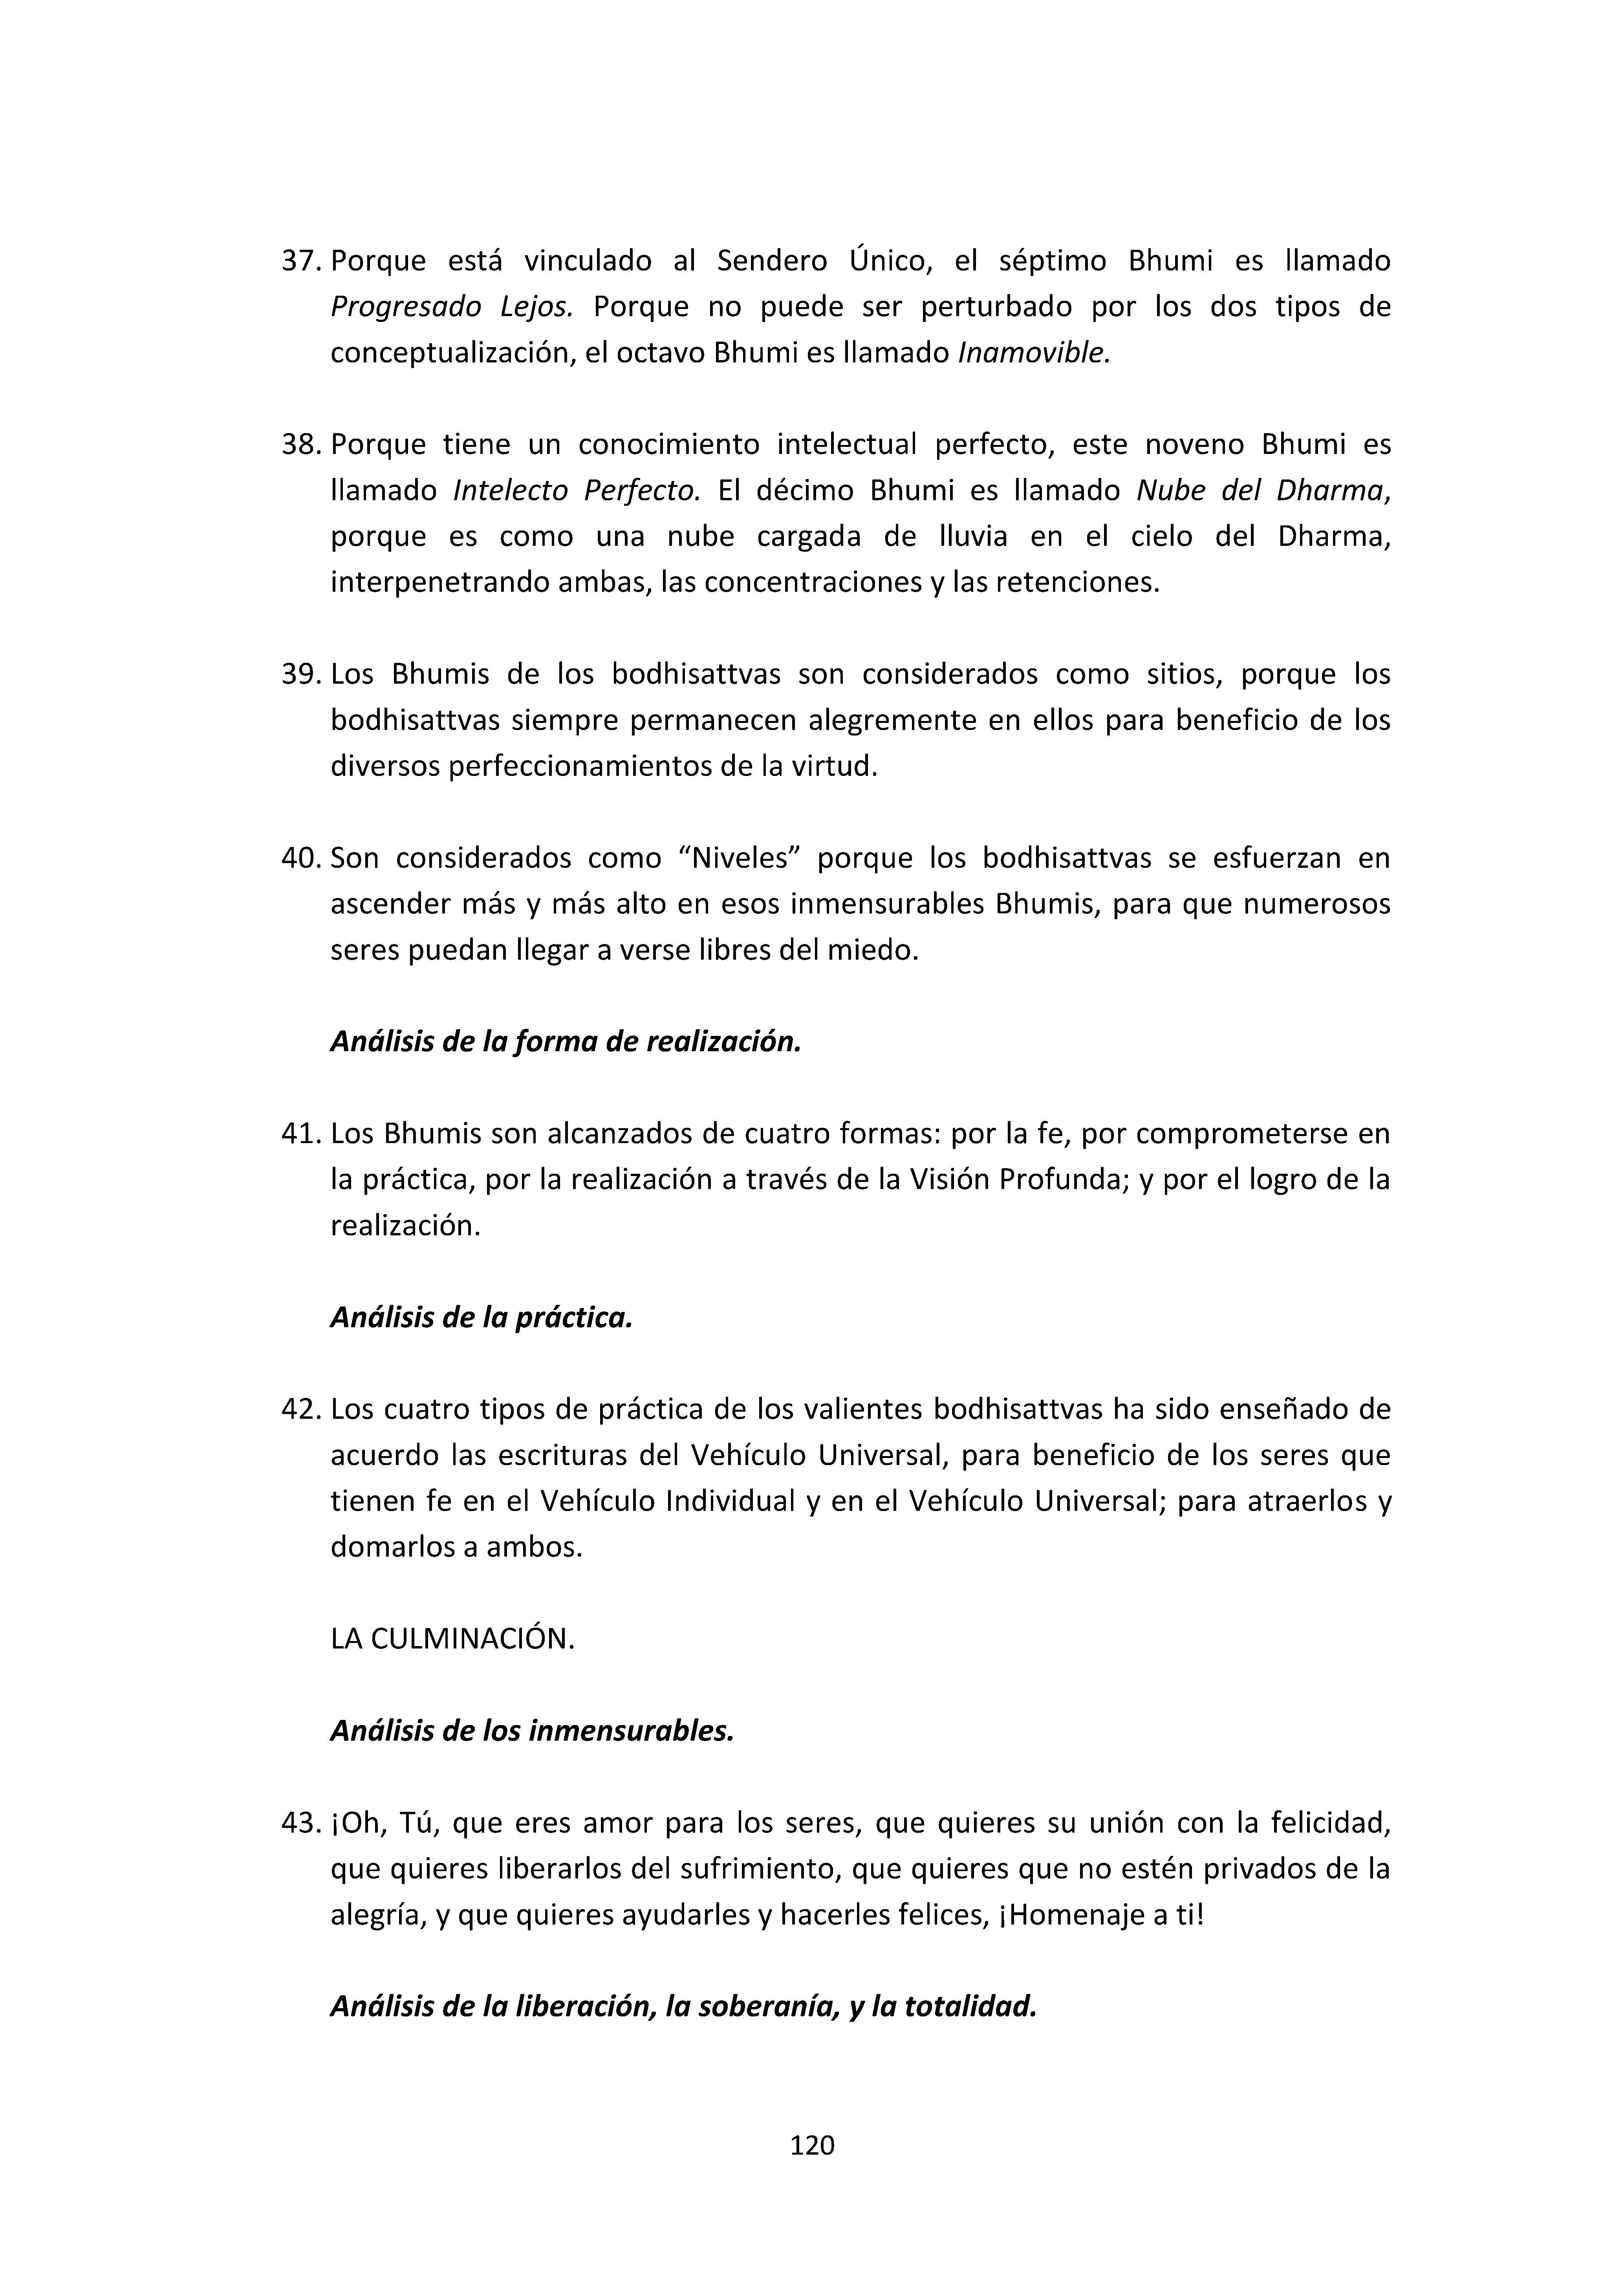 37. Porque está vinculado al Sendero Único, el séptimo Bhumi es llamado
Progresado Lejos. Porque no puede ser perturbado por los dos tipos de
conceptualización, el octavo Bhumi es llamado Inamovible.
38. Porque tiene un conocimiento intelectual perfecto, este noveno Bhumi es
llamado Intelecto Perfecto. El décimo Bhumi es llamado Nube del Dharma,
porque es como una nube cargada de lluvia en el cielo del Dharma,
interpenetrando ambas, las concentraciones y las retenciones.
39. Los Bhumis de los bodhisattvas son considerados como sitios, porque los
bodhisattvas siempre permanecen alegremente en ellos para beneficio de los
diversos perfeccionamientos de la virtud.
40. Son considerados como “Niveles” porque los bodhisattvas se esfuerzan en
ascender más y más alto en esos inmensurables Bhumis, para que numerosos
seres puedan llegar a verse libres del miedo.
Análisis de la forma de realización.
41. Los Bhumis son alcanzados de cuatro formas: por la fe, por comprometerse en
la práctica, por la realización a través de la Visión Profunda; y por el logro de la
realización.
Análisis de la práctica.
42. Los cuatro tipos de práctica de los valientes bodhisattvas ha sido enseñado de
acuerdo las escrituras del Vehículo Universal, para beneficio de los seres que
tienen fe en el Vehículo Individual y en el Vehículo Universal; para atraerlos y
domarlos a ambos.
LA CULMINACIÓN.
Análisis de los inmensurables.
43. ¡Oh, Tú, que eres amor para los seres, que quieres su unión con la felicidad,
que quieres liberarlos del sufrimiento, que quieres que no estén privados de la
alegría, y que quieres ayudarles y hacerles felices, ¡Homenaje a ti!
Análisis de la liberación, la soberanía, y la totalidad.
120